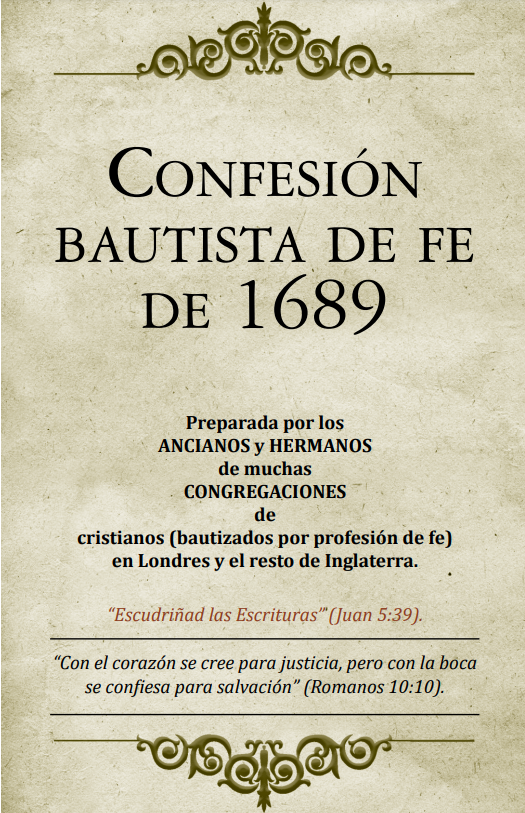 CONFESIÓN
BAUTISTA DE FE
DE 1689
Preparada por los
ANCIANOS y HERMANOS
de muchas
CONGREGACIONES
de
cristianos (bautizados por profesión de fe)
en Londres y el resto de Inglaterra.
“Escudriñad las Escrituras” (Juan 5:39).
“Con el corazón se cree para justicia, pero con la boca
se confiesa para salvación” (Romanos 10:10).